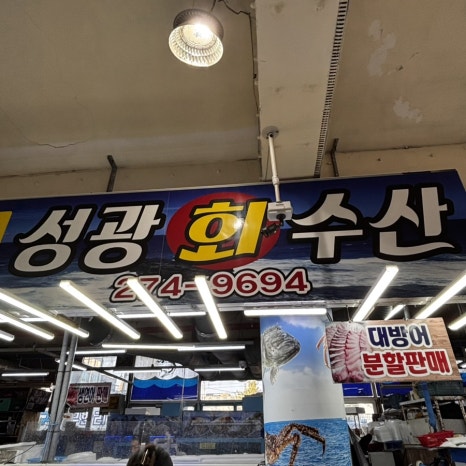 성광 회 수산
274-9694
대방어
분할판매